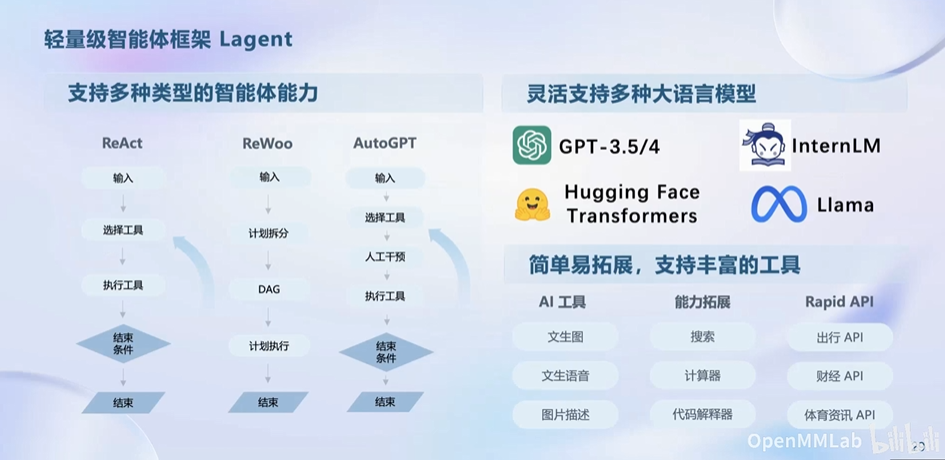 轻量级智能体框架 Lagent
支持多种类型的智能体能力
ReAct
输入
选择工具
执行工具
结束
条件
结束
ReWoo
输入
计划拆分
DAG
计划执行
结束
AutoGPT
输入
选择工具
人工干预
执行工具
结束
条件
结束
灵活支持多种大语言模型
GPT-3.5/4
InternLM
Hugging Face
Transformers
Llama
简单易拓展，支持丰富的工具
AI 工具
文生图
文生语音
图片描述
能力拓展
搜索
计算器
代码解释器
Rapid API
出行 API
财经 API
体育资讯 API
OpenMMLab
bilibili